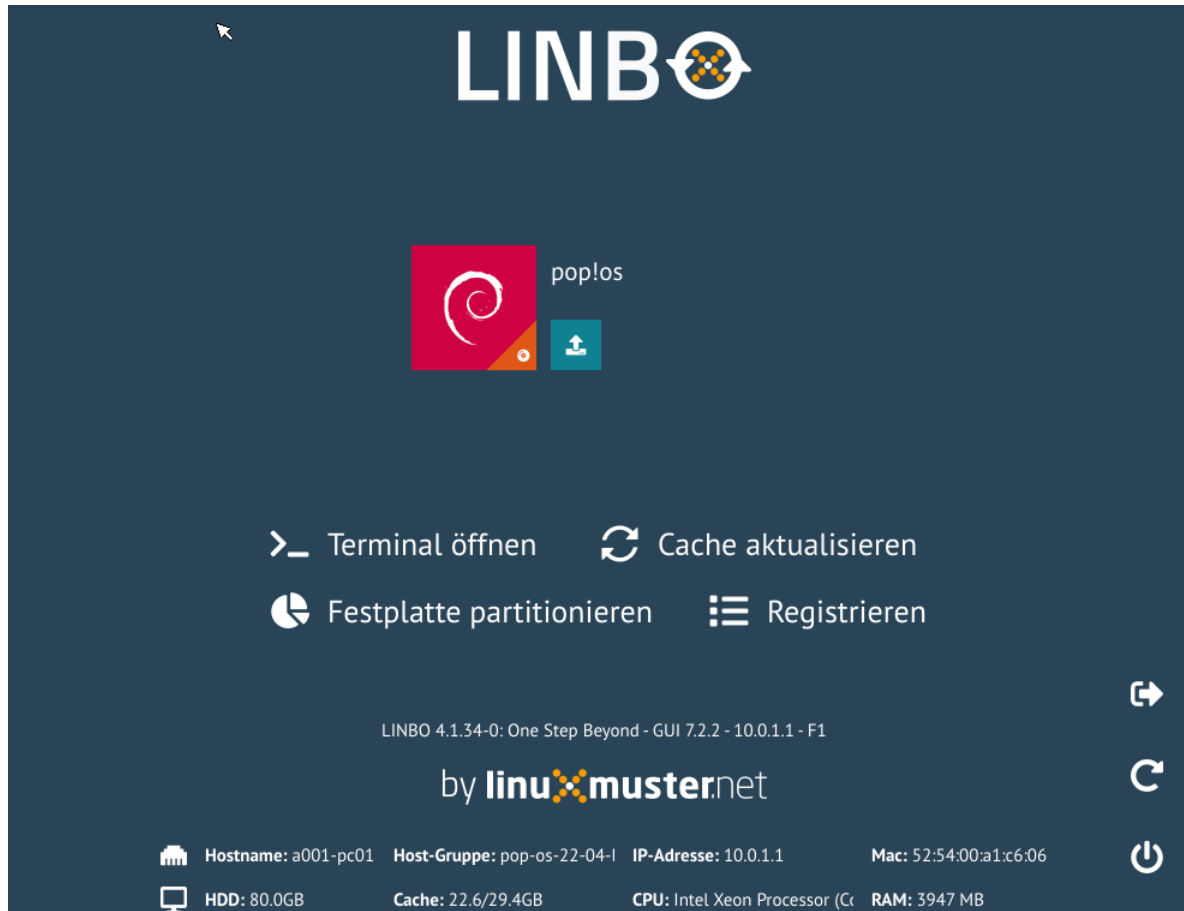 LINBO
pop!os
Terminal öffnen Cache aktualisieren
Festplatte partitionieren Registrieren
LINBO 4.1.34-0: One Step Beyond - GUI 7.2.2 - 10.0.1.1 - F1
by linuxmuster.net
Hostname: a001-pc01 Host-Gruppe: pop-os-22-04-l IP-Adresse: 10.0.1.1 Mac: 52:54:00:a1:c6:06
HDD: 80.0GB Cache: 22.6/29.4GB CPU: Intel Xeon Processor (Cc RAM: 3947 MB